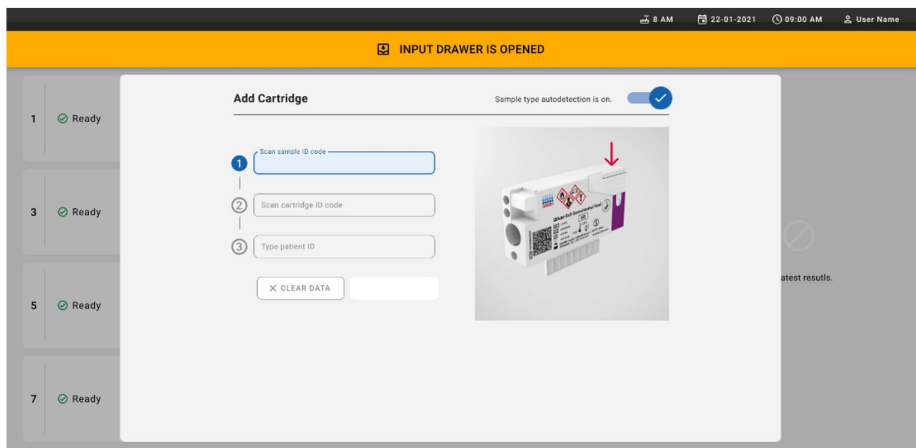 8 AM
22-01-2021
09:00 AM
User Name
INPUT DRAWER IS OPENED
Add Cartridge
Sample type autodetection is on.
1 Ready
3 Ready
5 Ready
7 Ready
1 Scan sample ID code
2 Scan cartridge ID code
3 Type patient ID
CLEAR DATA
atest resutls.